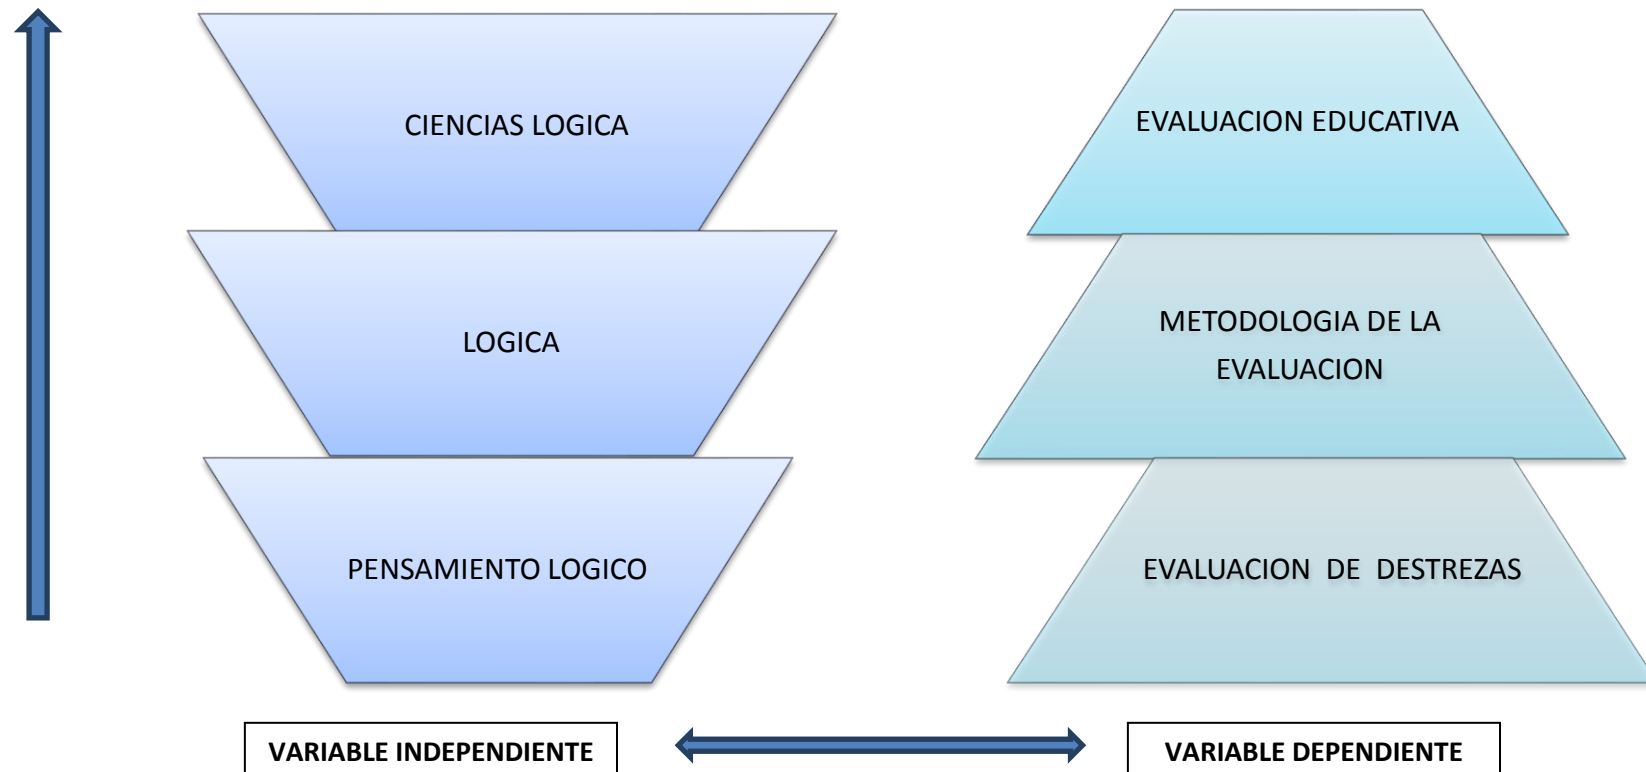 CIENCIAS LOGICA
LOGICA
PENSAMIENTO LOGICO
EVALUACION EDUCATIVA
METODOLOGIA DE LA
EVALUACION
EVALUACION DE DESTREZAS
VARIABLE INDEPENDIENTE
VARIABLE DEPENDIENTE